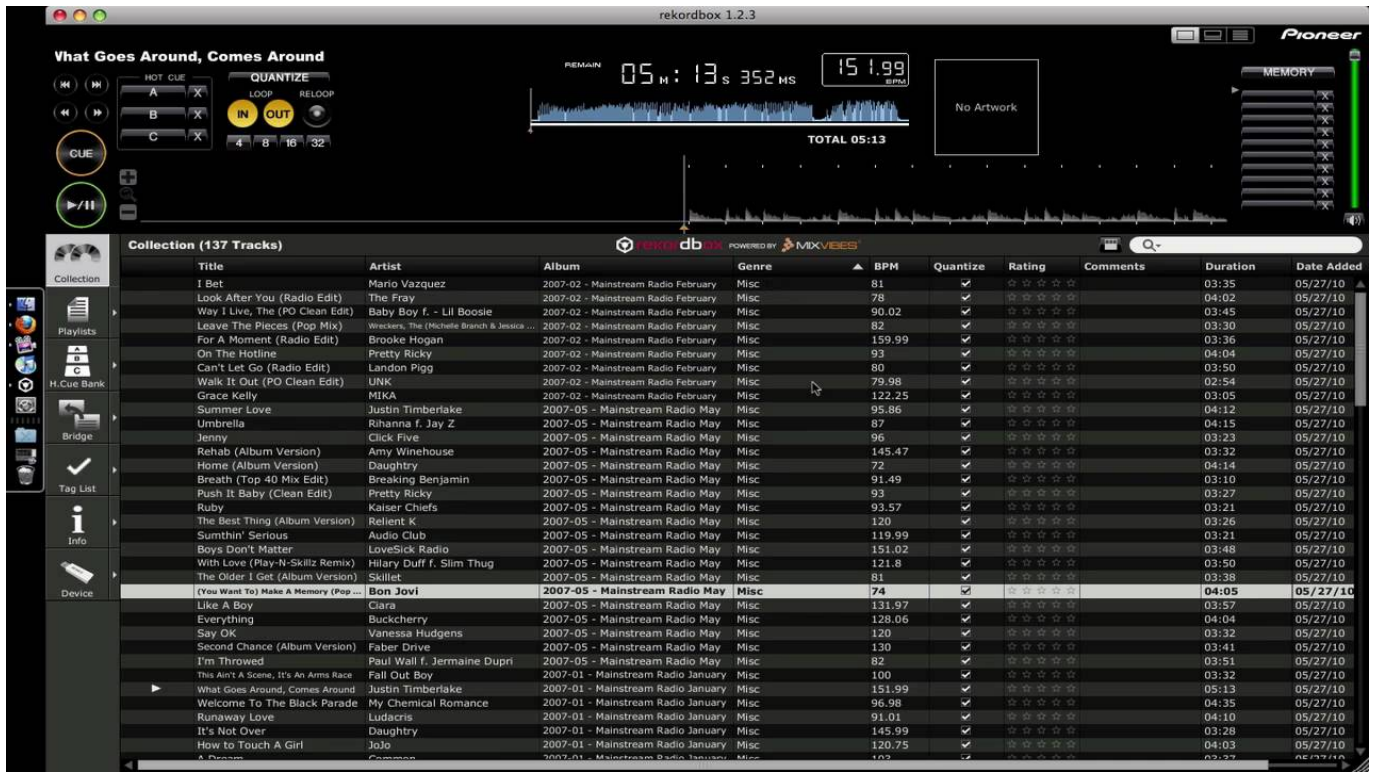 rekordbox 1.2.3
Pioneer
What Goes Around, Comes Around
HOT CUE QUANTIZE
LOOP RELOOP
A X
B X
C X
IN OUT
4 8 16 32
CUE
REMAIN 05 M: 13 S 352 MS
151.99 BPM
No Artwork
TOTAL 05:13
MEMORY
X
X
X
X
X
X
X
X
X
X
Collection (137 Tracks) rekordbox POWERED BY MIXVIBES
Collection
Playlists
A
B
C
H.Cue Bank
Bridge
Tag List
Info
Device
Title Artist Album Genre BPM Quantize Rating Comments Duration Date Added
I Bet Mario Vazquez 2007-02 - Mainstream Radio February Misc 81 03:35 05/27/10
Look After You (Radio Edit) The Fray 2007-02 - Mainstream Radio February Misc 78 04:02 05/27/10
Way I Live, The (PO Clean Edit) Baby Boy f. - Lil Boosie 2007-02 - Mainstream Radio February Misc 90.02 03:45 05/27/10
Leave The Pieces (Pop Mix) Wreckers, The (Michelle Branch & Jessica ... 2007-02 - Mainstream Radio February Misc 82 03:30 05/27/10
For A Moment (Radio Edit) Brooke Hogan 2007-02 - Mainstream Radio February Misc 159.99 03:36 05/27/10
On The Hotline Pretty Ricky 2007-02 - Mainstream Radio February Misc 93 04:04 05/27/10
Can't Let Go (Radio Edit) Landon Pigg 2007-02 - Mainstream Radio February Misc 80 03:50 05/27/10
Walk It Out (PO Clean Edit) UNK 2007-02 - Mainstream Radio February Misc 79.98 02:54 05/27/10
Grace Kelly MIKA 2007-02 - Mainstream Radio February Misc 122.25 03:05 05/27/10
Summer Love Justin Timberlake 2007-05 - Mainstream Radio May Misc 95.86 04:12 05/27/10
Umbrella Rihanna f. Jay Z 2007-05 - Mainstream Radio May Misc 87 04:15 05/27/10
Jenny Click Five 2007-05 - Mainstream Radio May Misc 96 03:23 05/27/10
Rehab (Album Version) Amy Winehouse 2007-05 - Mainstream Radio May Misc 145.47 03:32 05/27/10
Home (Album Version) Daughtry 2007-05 - Mainstream Radio May Misc 72 04:14 05/27/10
Breath (Top 40 Mix Edit) Breaking Benjamin 2007-05 - Mainstream Radio May Misc 91.49 03:10 05/27/10
Push It Baby (Clean Edit) Pretty Ricky 2007-05 - Mainstream Radio May Misc 93 03:27 05/27/10
Ruby Kaiser Chiefs 2007-05 - Mainstream Radio May Misc 93.57 03:21 05/27/10
The Best Thing (Album Version) Relient K 2007-05 - Mainstream Radio May Misc 120 03:26 05/27/10
Sumthin' Serious Audio Club 2007-05 - Mainstream Radio May Misc 119.99 03:21 05/27/10
Boys Don't Matter LoveSick Radio 2007-05 - Mainstream Radio May Misc 151.02 03:48 05/27/10
With Love (Play-N-Skillz Remix) Hilary Duff f. Slim Thug 2007-05 - Mainstream Radio May Misc 121.8 03:50 05/27/10
The Older I Get (Album Version) Skillet 2007-05 - Mainstream Radio May Misc 81 03:38 05/27/10
(You Want To) Make A Memory (Pop ... Bon Jovi 2007-05 - Mainstream Radio May Misc 74 04:05 05/27/10
Like A Boy Ciara 2007-05 - Mainstream Radio May Misc 131.97 03:57 05/27/10
Everything Buckcherry 2007-05 - Mainstream Radio May Misc 128.06 04:04 05/27/10
Say OK Vanessa Hudgens 2007-05 - Mainstream Radio May Misc 120 03:32 05/27/10
Second Chance (Album Version) Faber Drive 2007-05 - Mainstream Radio May Misc 130 03:41 05/27/10
I'm Throwed Paul Wall f. Jermaine Dupri 2007-05 - Mainstream Radio May Misc 82 03:51 05/27/10
This Ain't A Scene, It's An Arms Race Fall Out Boy 2007-01 - Mainstream Radio January Misc 100 03:32 05/27/10
What Goes Around, Comes Around Justin Timberlake 2007-01 - Mainstream Radio January Misc 151.99 05:13 05/27/10
Welcome To The Black Parade My Chemical Romance 2007-01 - Mainstream Radio January Misc 96.98 04:35 05/27/10
Runaway Love Ludacris 2007-01 - Mainstream Radio January Misc 91.01 04:10 05/27/10
It's Not Over Daughtry 2007-01 - Mainstream Radio January Misc 145.99 03:28 05/27/10
How to Touch A Girl JoJo 2007-01 - Mainstream Radio January Misc 120.75 04:03 05/27/10
A Dream Common 2007-01 - Mainstream Radio January Misc